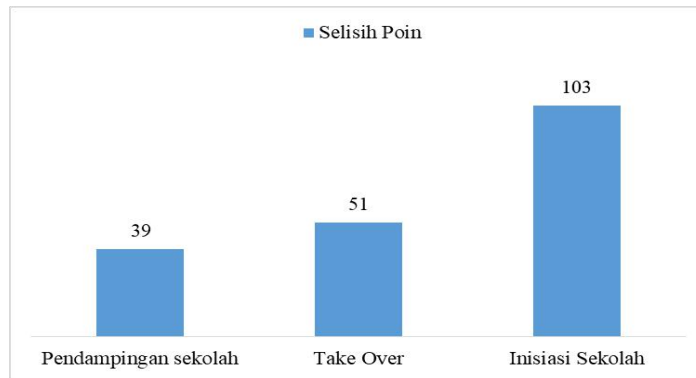 Selisih Poin
103
51
39
Pendampingan sekolah
Take Over
Inisiasi Sekolah